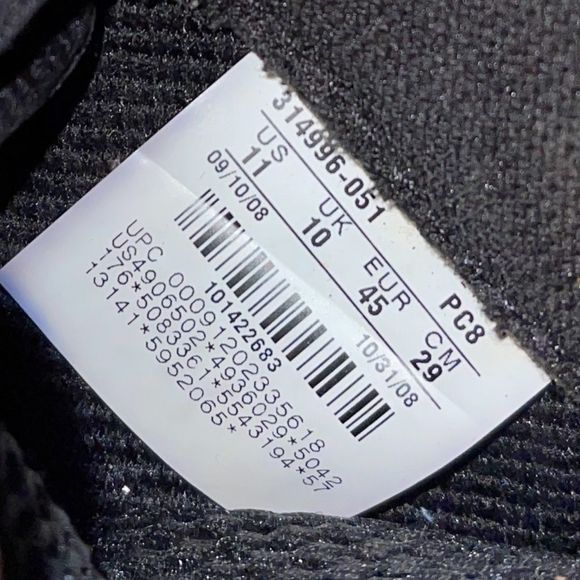 314996-051 PC8
US UK EUR CM
11 10 45 29
09/10/08 10/31/08
101422683
UPC 00091202335618
US4906502*4936029*5042
176*5083361*5543194*57
13141*5952065*